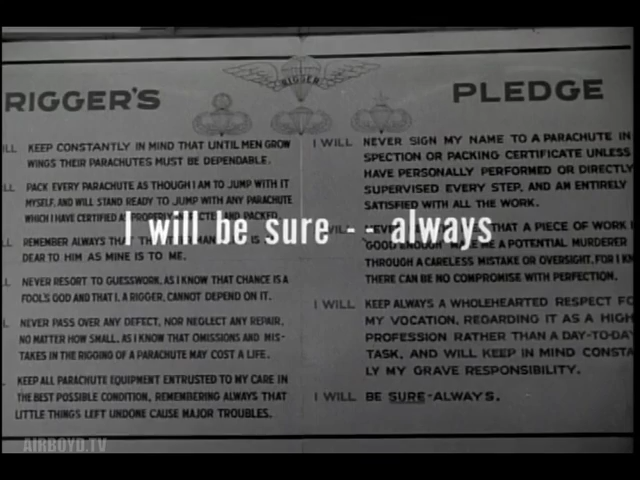 RIGGER'S
KEEP CONSTANTLY IN MIND THAT UNTIL MEN GROW
WINGS THEIR PARACHUTES MUST BE DEPENDABLE.
PACK EVERY PARACHUTE AS THOUGH I AM TO JUMP WITH IT
MYSELF, AND WILL STAND READY TO JUMP WITH ANY PARACHUTE
WHICH I HAVE CERTIFIED AS PROPERLY AND PACKED.
REMEMBER ALWAYS THAT IS
DEAR TO HIM AS MINE IS TO ME.
NEVER RESORT TO GUESSWORK, AS I KNOW THAT CHANCE IS A
FOOL'S GOD AND THAT I, A RIGGER, CANNOT DEPEND ON IT.
NEVER PASS OVER ANY DEFECT, NOR NEGLECT ANY REPAIR,
NO MATTER HOW SMALL, AS I KNOW THAT OMISSIONS AND MIS-
TAKES IN THE RIGGING OF A PARACHUTE MAY COST A LIFE.
KEEP ALL PARACHUTE EQUIPMENT ENTRUSTED TO MY CARE IN
THE BEST POSSIBLE CONDITION, REMEMBERING ALWAYS THAT
LITTLE THINGS LEFT UNDONE CAUSE MAJOR TROUBLES.
RIGGER
PLEDGE
I WILL NEVER SIGN MY NAME TO A PARACHUTE IN
SPECTION OR PACKING CERTIFICATE UNLESS
HAVE PERSONALLY PERFORMED OR DIRECTLY
SUPERVISED EVERY STEP, AND AM ENTIRELY
SATISFIED WITH ALL THE WORK.
THAT A PIECE OF WORK
GOOD ENOUGH ME A POTENTIAL MURDERER
THROUGH A CARELESS MISTAKE OR OVERSIGHT, FOR I
THERE CAN BE NO COMPROMISE WITH PERFECTION.
I WILL KEEP ALWAYS A WHOLEHEARTED RESPECT
MY VOCATION, REGARDING IT AS A HIGH
PROFESSION RATHER THAN A DAY-TO-DAY
TASK, AND WILL KEEP IN MIND
LY MY GRAVE RESPONSIBILITY.
I WILL BE SURE-ALWAYS.
I will be sure - - always
AIRBOYD.TV